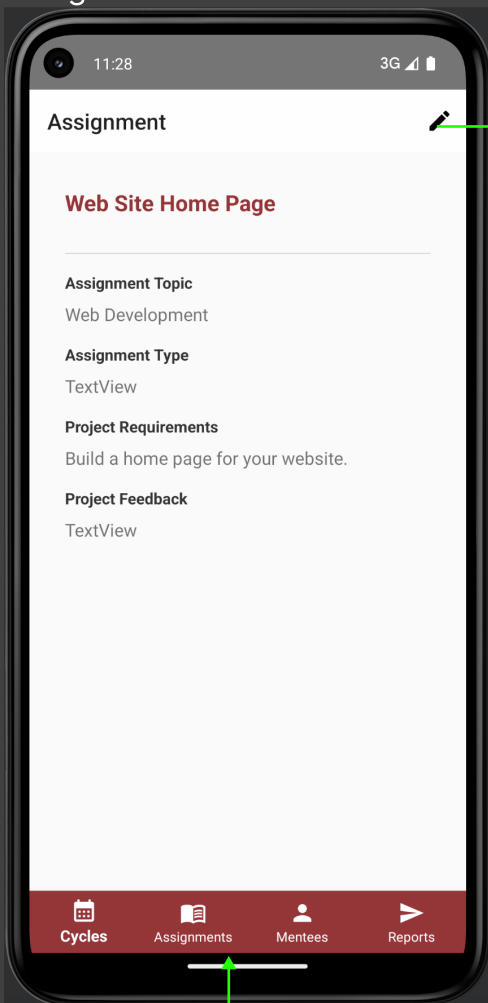 11:28
3G
Assignment
Web Site Home Page
Assignment Topic
Web Development
Assignment Type
TextView
Project Requirements
Build a home page for your website.
Project Feedback
TextView
Cycles Assignments Mentees Reports